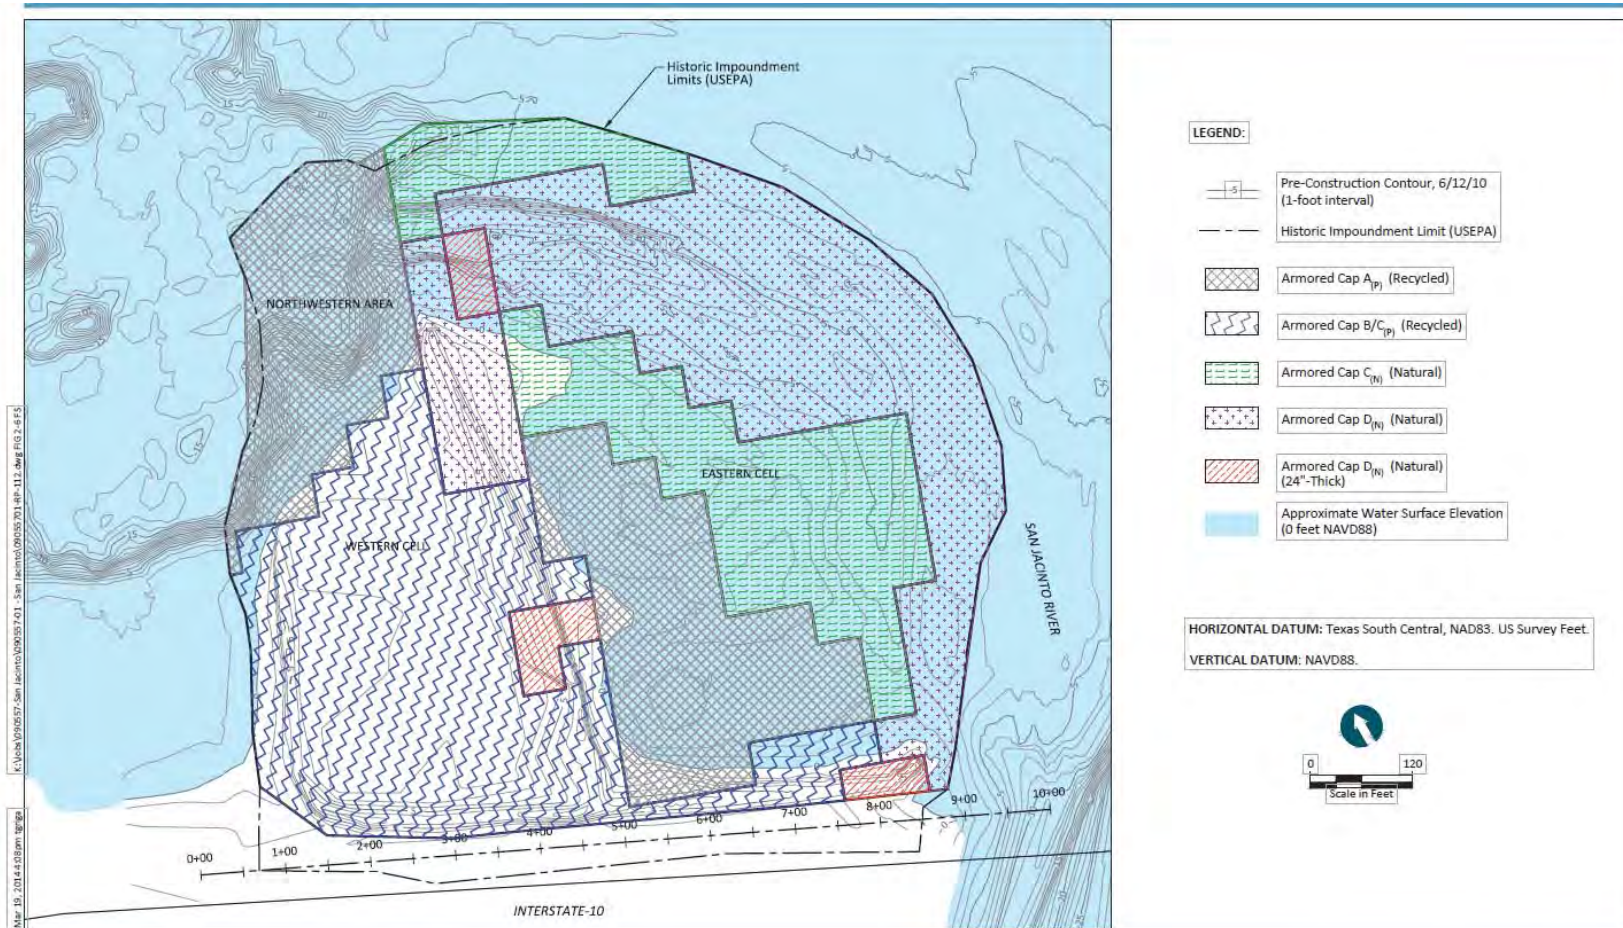 Historic Impoundment
Limits (USEPA)
NORTHWESTERN AREA
EASTERN CELL
WESTERN CELL
SAN JACINTO RIVER
0+00
1+00
2+00
3+00
4+00
5+00
6+00
7+00
8+00
9+00
10+00
INTERSTATE-10
LEGEND:
-5
Pre-Construction Contour, 6/12/10
(1-foot interval)
Historic Impoundment Limit (USEPA)
Armored Cap A(P) (Recycled)
Armored Cap B/C(P) (Recycled)
Armored Cap C(N) (Natural)
Armored Cap D(N) (Natural)
Armored Cap D(N) (Natural)
(24"-Thick)
Approximate Water Surface Elevation
(0 feet NAVD88)
HORIZONTAL DATUM: Texas South Central, NAD83. US Survey Feet.
VERTICAL DATUM: NAVD88.
0 120
Scale in Feet